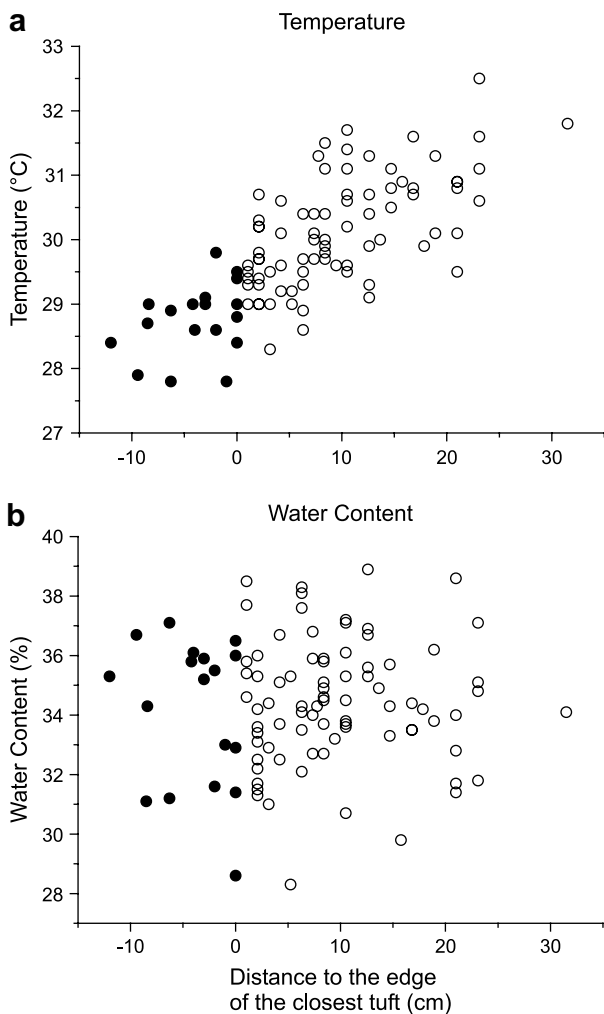 a
Temperature
33
32
31
30
29
28
27
Temperature (°C)
-10 0 10 20 30
b
Water Content
40
38
36
34
32
30
28
Water Content (%)
-10 0 10 20 30
Distance to the edge
of the closest tuft (cm)